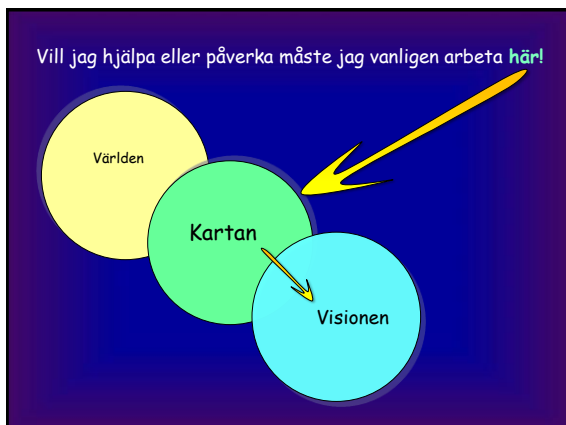 Vill jag hjälpa eller påverka måste jag vanligen arbeta här!
Världen
Kartan
Visionen